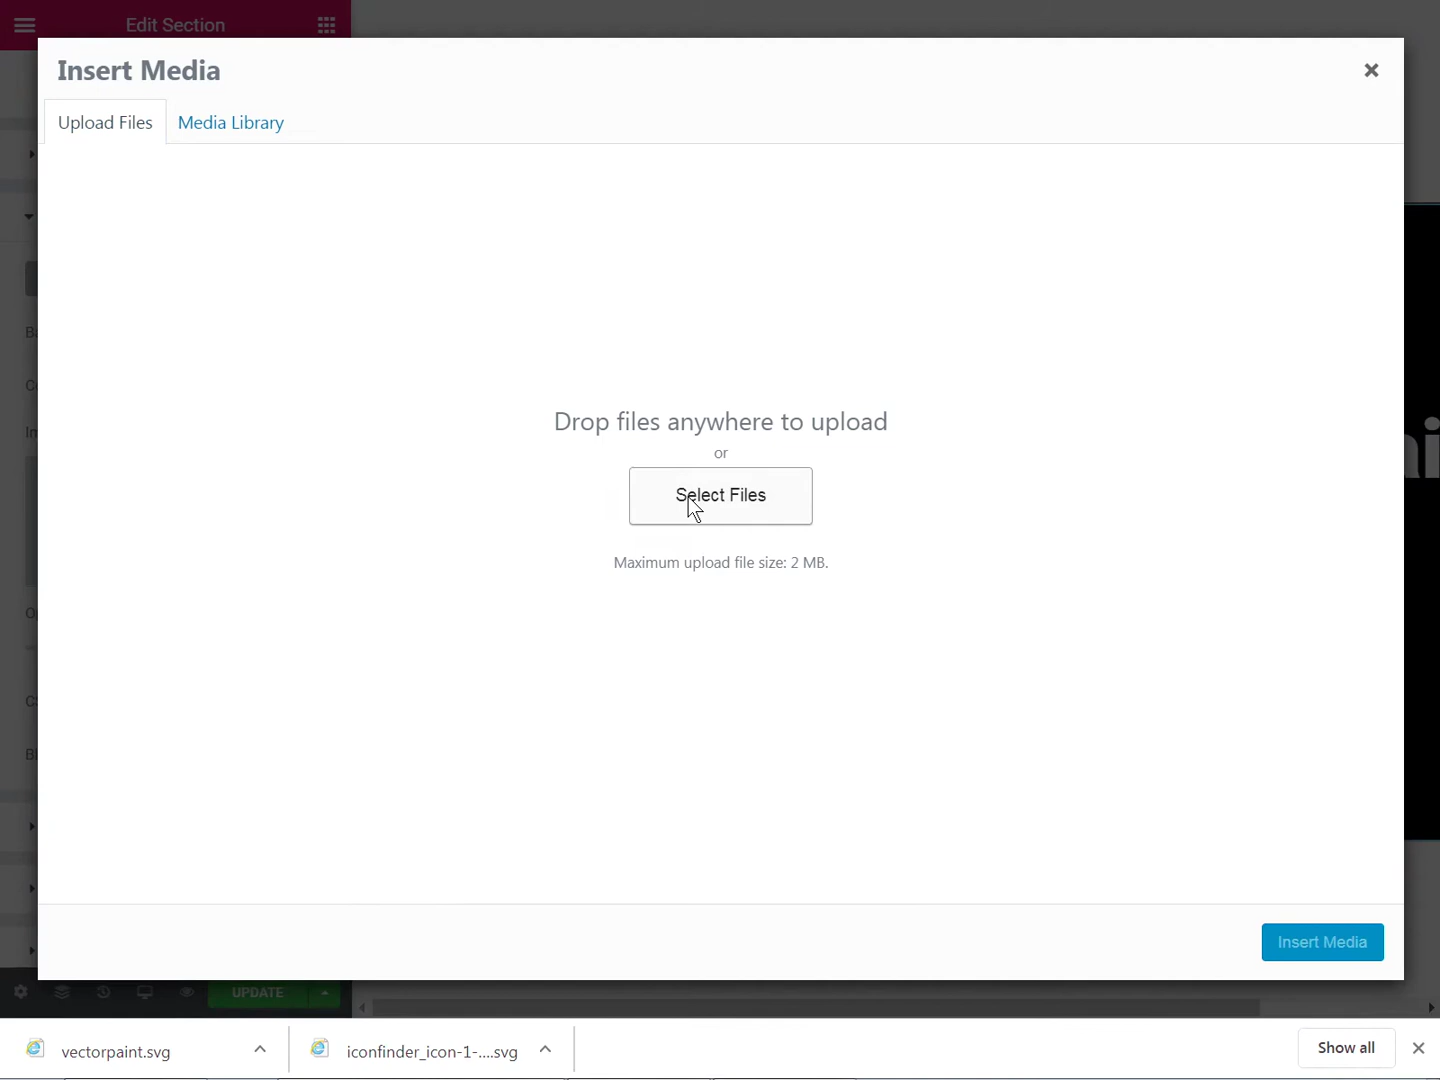 Edit Section
Insert Media
Upload Files
Media Library
Drop files anywhere to upload
or
Select Files
Maximum upload file size: 2 MB.
Insert Media
UPDATE
vectorpaint.svg
iconfinder_icon-1-....svg
Show all